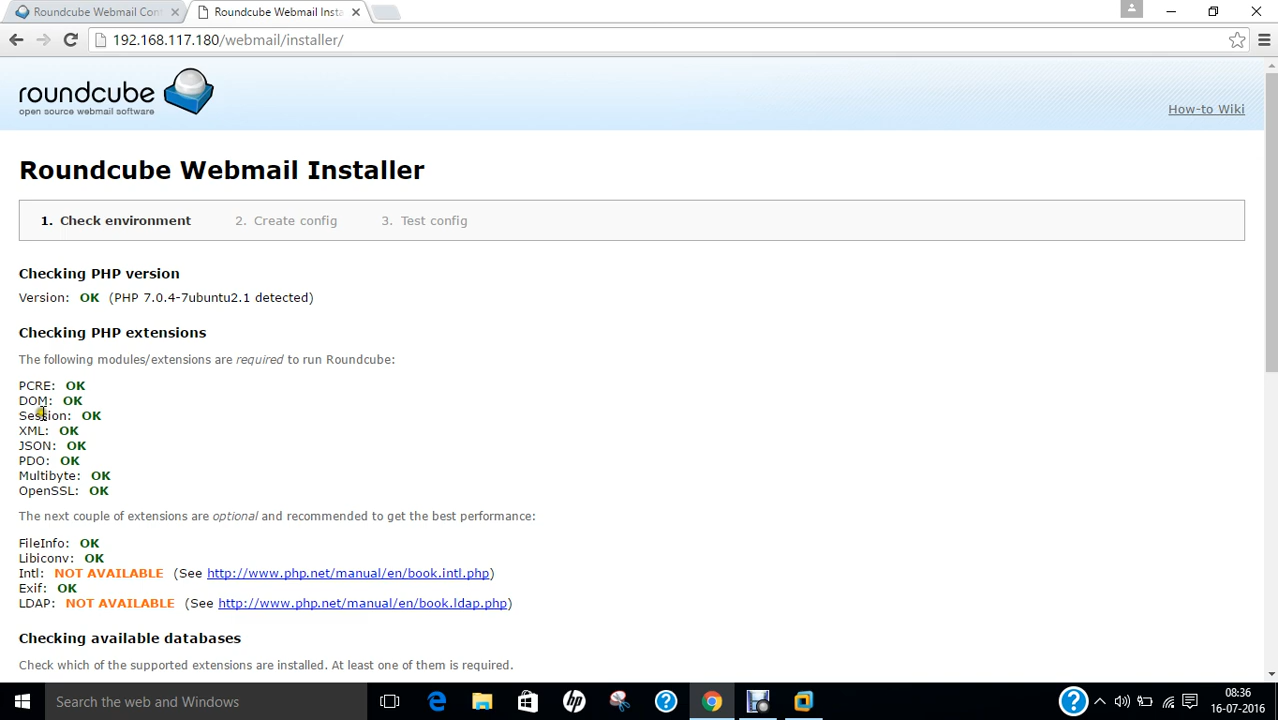 Roundcube Webmail Con
Roundcube Webmail Insta
192.168.117.180/webmail/installer/
roundcube
open source webmail software
How-to Wiki
Roundcube Webmail Installer
1. Check environment 2. Create config 3. Test config
Checking PHP version
Version: OK (PHP 7.0.4-7ubuntu2.1 detected)
Checking PHP extensions
The following modules/extensions are required to run Roundcube:
PCRE: OK
DOM: OK
Session: OK
XML: OK
JSON: OK
PDO: OK
Multibyte: OK
OpenSSL: OK
The next couple of extensions are optional and recommended to get the best performance:
FileInfo: OK
Libiconv: OK
Intl: NOT AVAILABLE (See http://www.php.net/manual/en/book.intl.php)
Exif: OK
LDAP: NOT AVAILABLE (See http://www.php.net/manual/en/book.ldap.php)
Checking available databases
Check which of the supported extensions are installed. At least one of them is required.
Search the web and Windows
hp
08:36
16-07-2016